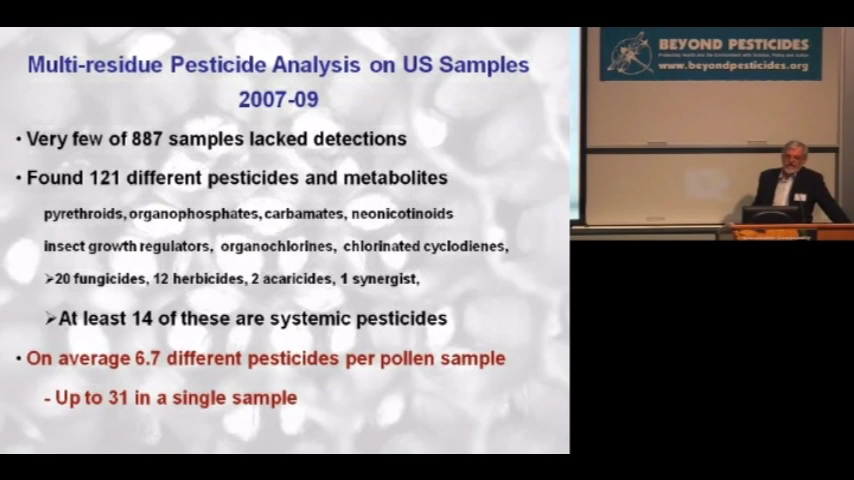 Multi-residue Pesticide Analysis on US Samples
2007-09
• Very few of 887 samples lacked detections
• Found 121 different pesticides and metabolites
pyrethroids, organophosphates, carbamates, neonicotinoids
insect growth regulators, organochlorines, chlorinated cyclodienes,
➢20 fungicides, 12 herbicides, 2 acaricides, 1 synergist,
➢At least 14 of these are systemic pesticides
• On average 6.7 different pesticides per pollen sample
- Up to 31 in a single sample
BEYOND PESTICIDES
www.beyondpesticides.org